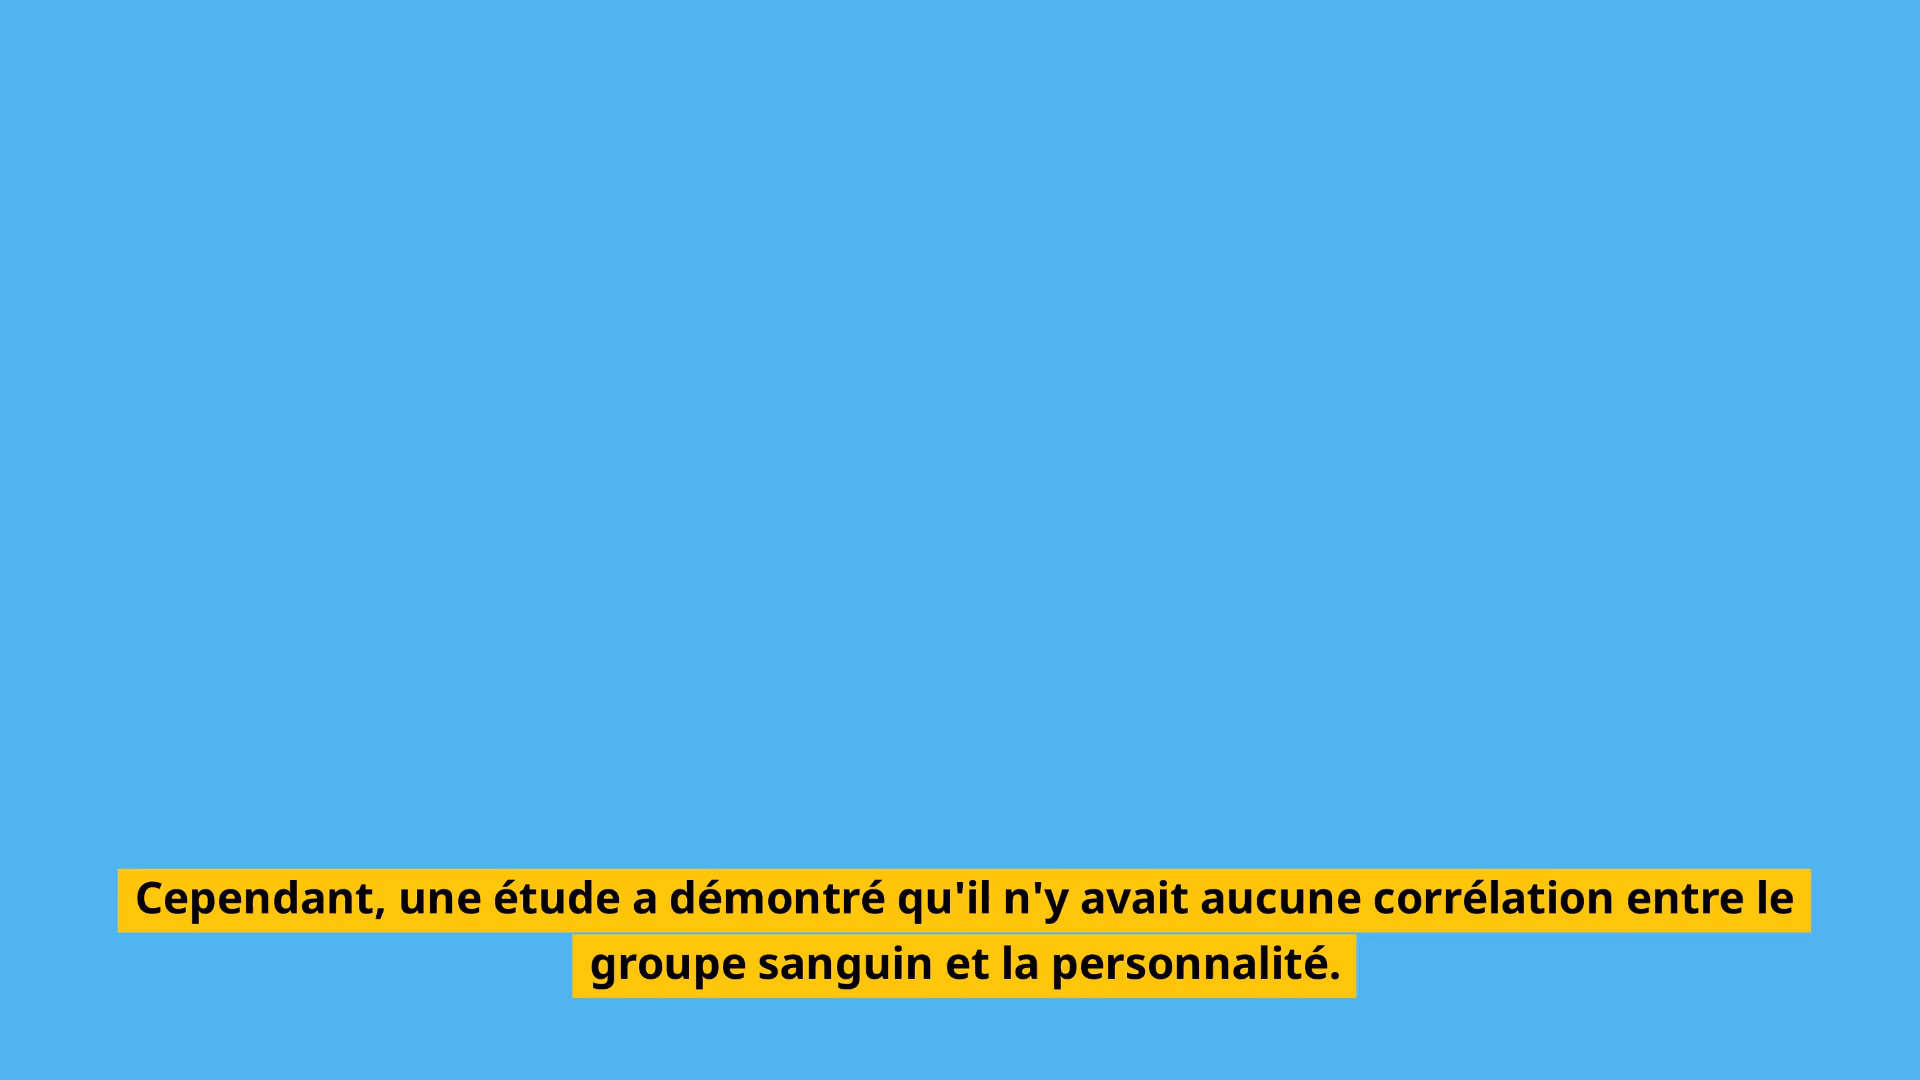 Cependant, une étude a démontré qu'il n'y avait aucune corrélation entre le
groupe sanguin et la personnalité.